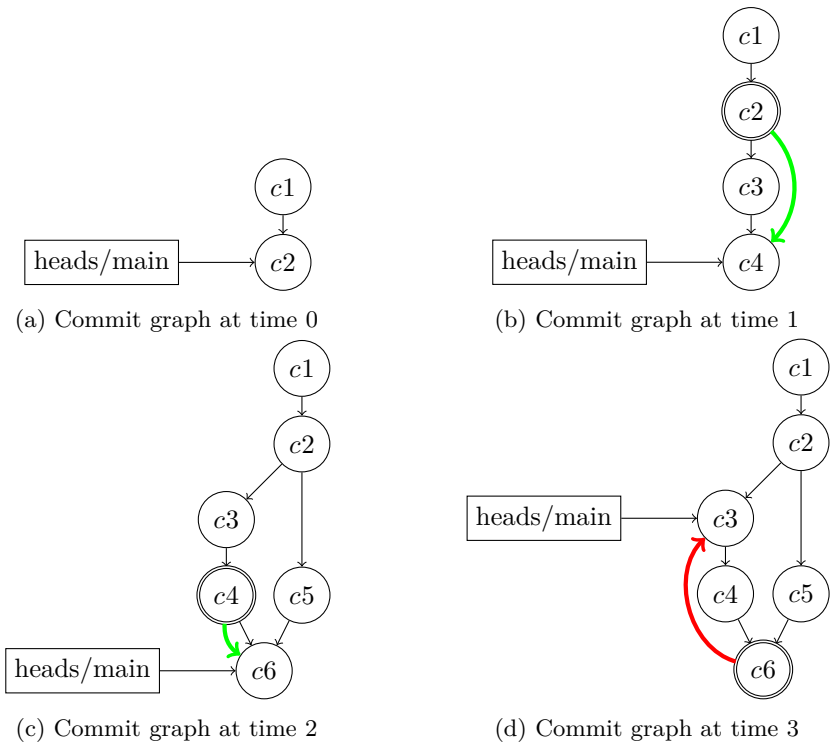 c1
c2
heads/main
(a) Commit graph at time 0
c1
c2
c3
heads/main
c4
(b) Commit graph at time 1
c1
c2
c3
c4
c5
heads/main
c6
(c) Commit graph at time 2
c1
c2
heads/main
c3
c4
c5
c6
(d) Commit graph at time 3